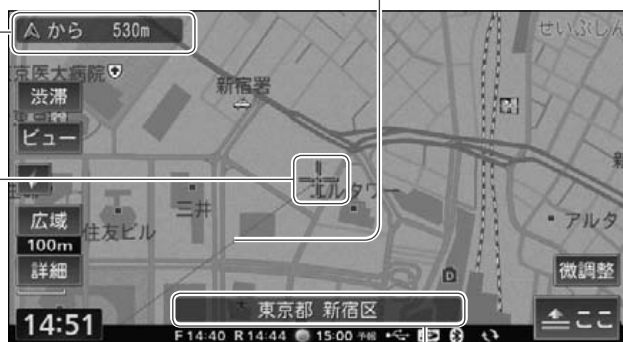 から 530m
せいぶしん
京医大病院
新宿署
渋滞
ビュー
ルタワー
三井
広域
100m
住友ビル
アルタ
詳細
微調整
東京都 新宿区
14:51
ここ
F14:40 R14:44 15:00 予報